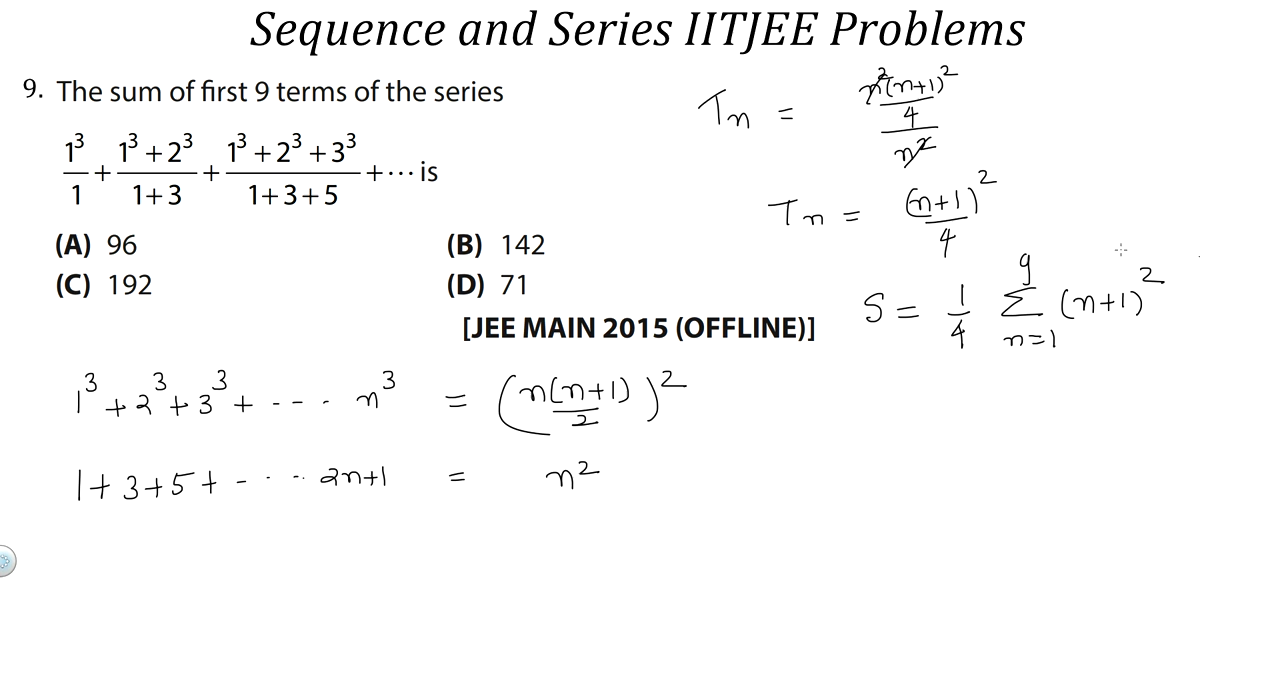 Sequence and Series IITJEE Problems
9. The sum of first 9 terms of the series
1³/1 + (1³+2³)/(1+3) + (1³+2³+3³)/(1+3+5) + ··· is
(A) 96 (B) 142
(C) 192 (D) 71
[JEE MAIN 2015 (OFFLINE)]
1³ + 2³ + 3³ + - - - . n³ = (n(n+1)/2)²
1 + 3 + 5 + - · · · 2n+1 = n²
Tn = (n²(n+1)²/4)/n²
Tn = (n+1)²/4
S = 1/4 Σ_{n=1}^{9} (n+1)²